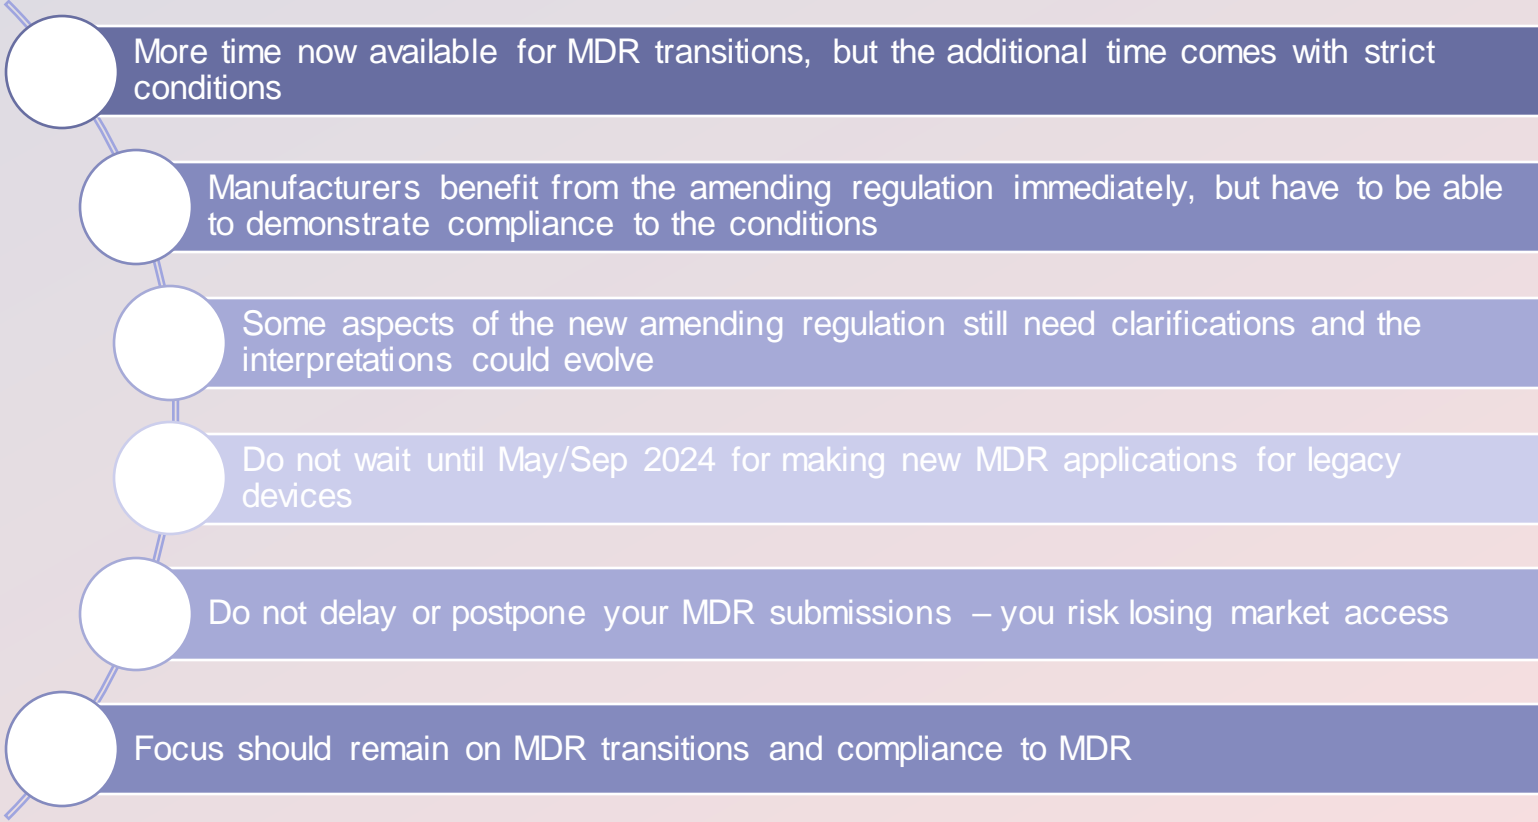 More time now available for MDR transitions, but the additional time comes with strict
conditions
Manufacturers benefit from the amending regulation immediately, but have to be able
to demonstrate compliance to the conditions
Some aspects of the new amending regulation still need clarifications and the
interpretations could evolve
Do not wait until May/Sep 2024 for making new MDR applications for legacy
devices
Do not delay or postpone your MDR submissions – you risk losing market access
Focus should remain on MDR transitions and compliance to MDR